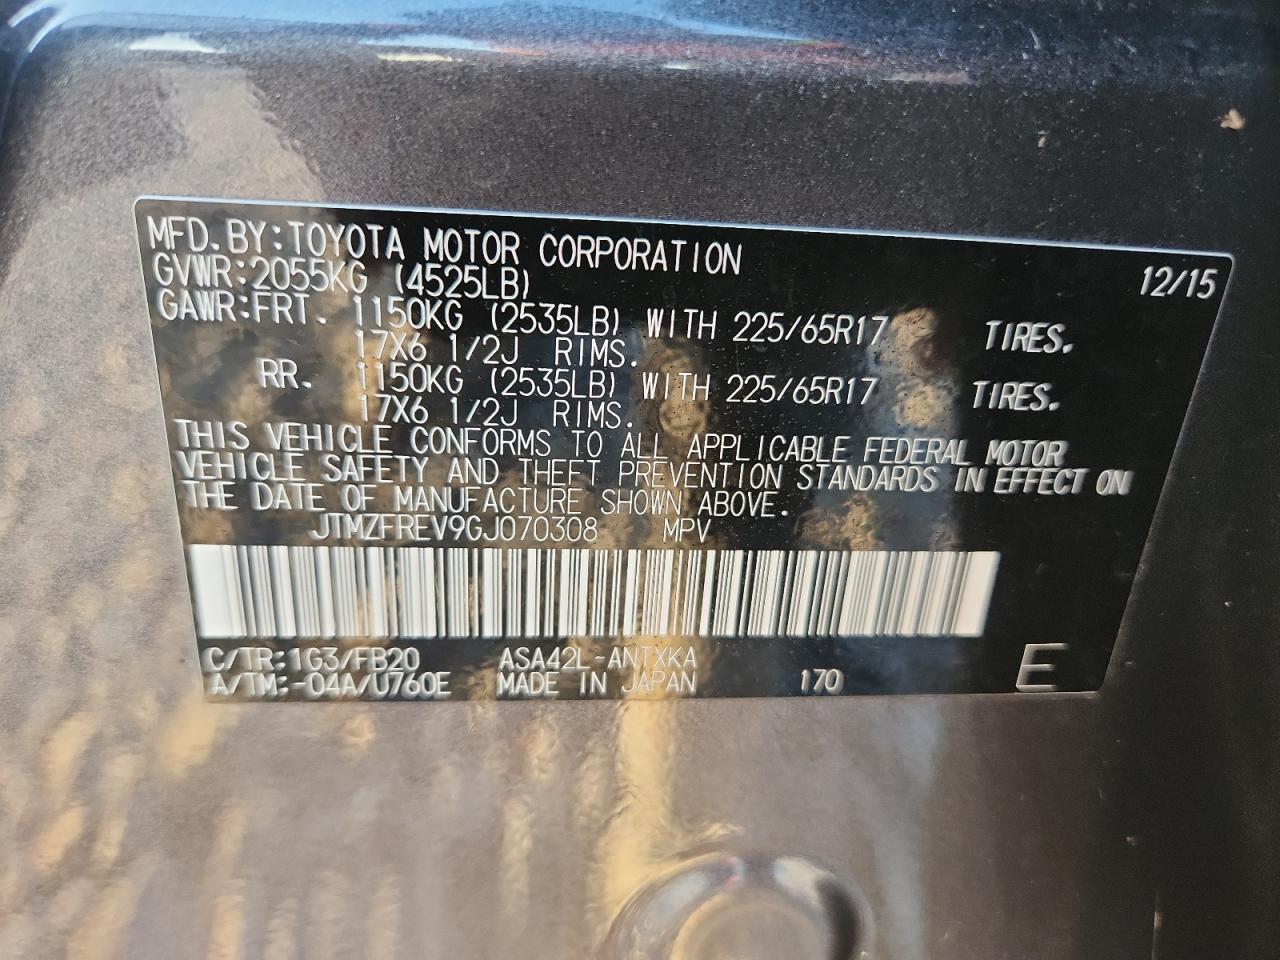 MFD.BY:TOYOTA MOTOR CORPORATION 12/15
GVWR:2055KG (4525LB)
GAWR:FRT. 1150KG (2535LB) WITH 225/65R17 TIRES.
17X6 1/2J RIMS.
RR. 1150KG (2535LB) WITH 225/65R17 TIRES.
17X6 1/2J RIMS.
THIS VEHICLE CONFORMS TO ALL APPLICABLE FEDERAL MOTOR
VEHICLE SAFETY AND THEFT PREVENTION STANDARDS IN EFFECT ON
THE DATE OF MANUFACTURE SHOWN ABOVE.
JTMZFREV9GJ070308 MPV
C/TR:1G3/FB20 ASA42L-ANTXKA
A/TM:-04A/U760E MADE IN JAPAN 170 E